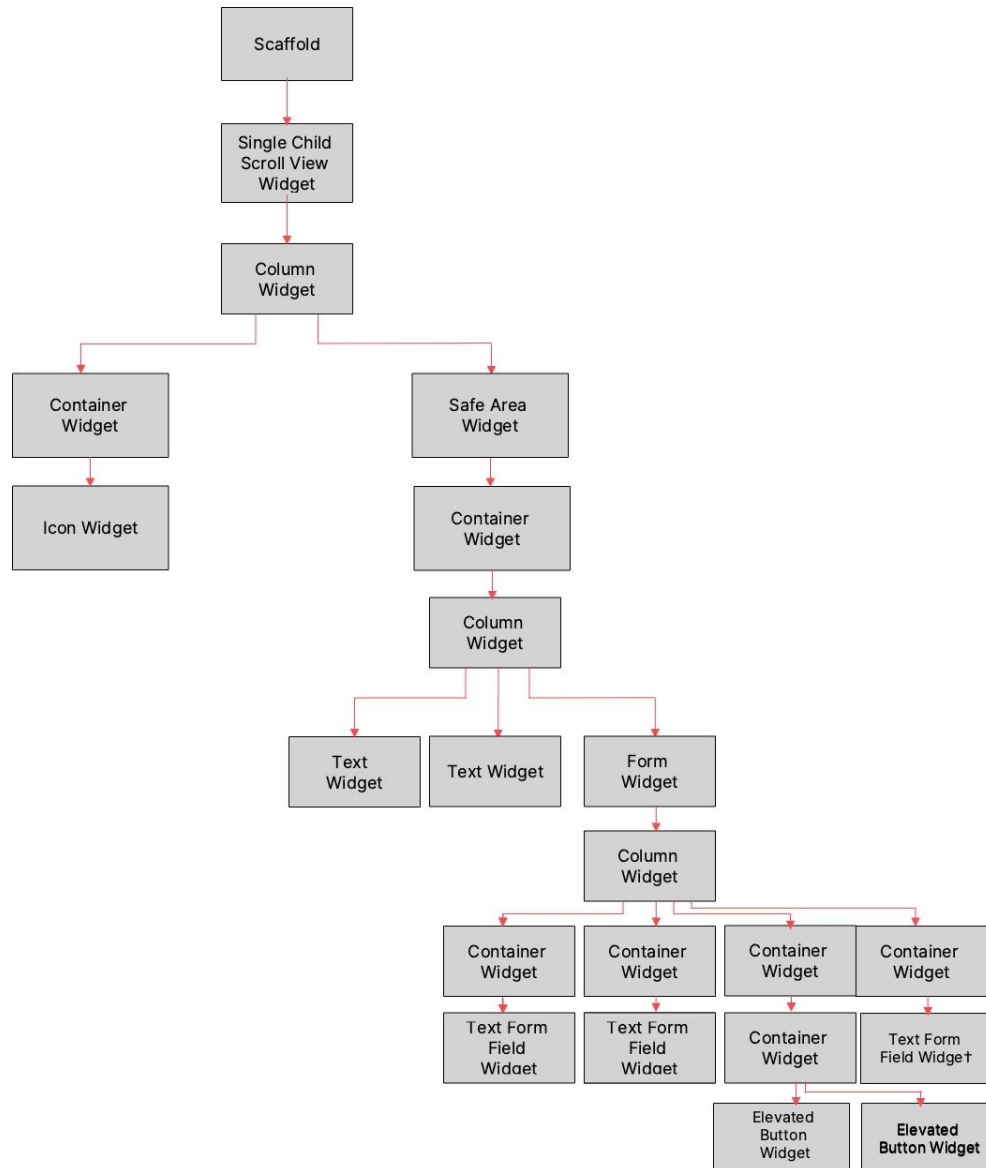 Scaffold
Single Child
Scroll View
Widget
Column
Widget
Container
Widget
Safe Area
Widget
Icon Widget
Container
Widget
Column
Widget
Text
Widget
Text Widget
Form
Widget
Column
Widget
Container
Widget
Container
Widget
Container
Widget
Container
Widget
Text Form
Field
Widget
Text Form
Field
Widget
Container
Widget
Text Form
Field Widget
Elevated
Button
Widget
Elevated
Button Widget